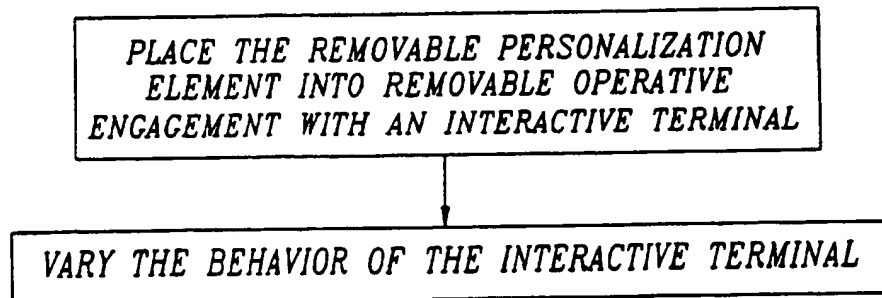 PLACE THE REMOVABLE PERSONALIZATION
ELEMENT INTO REMOVABLE OPERATIVE
ENGAGEMENT WITH AN INTERACTIVE TERMINAL
VARY THE BEHAVIOR OF THE INTERACTIVE TERMINAL